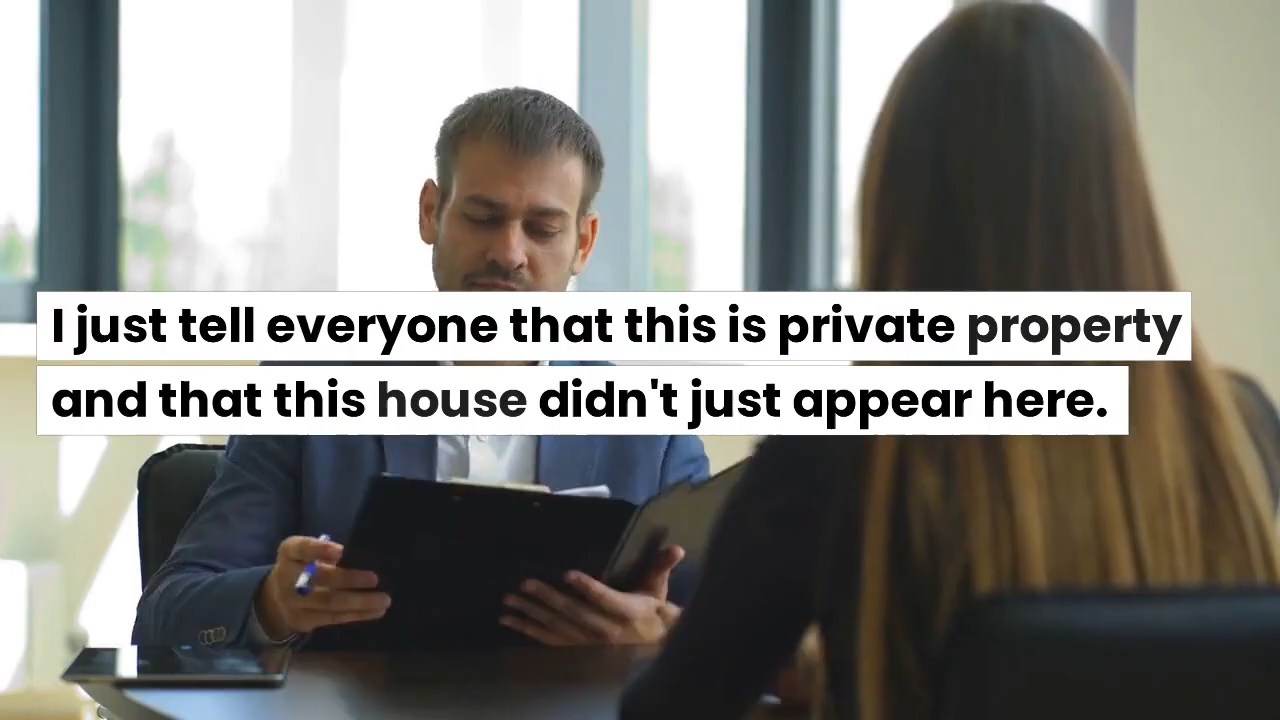 I just tell everyone that this is private property
and that this house didn't just appear here.